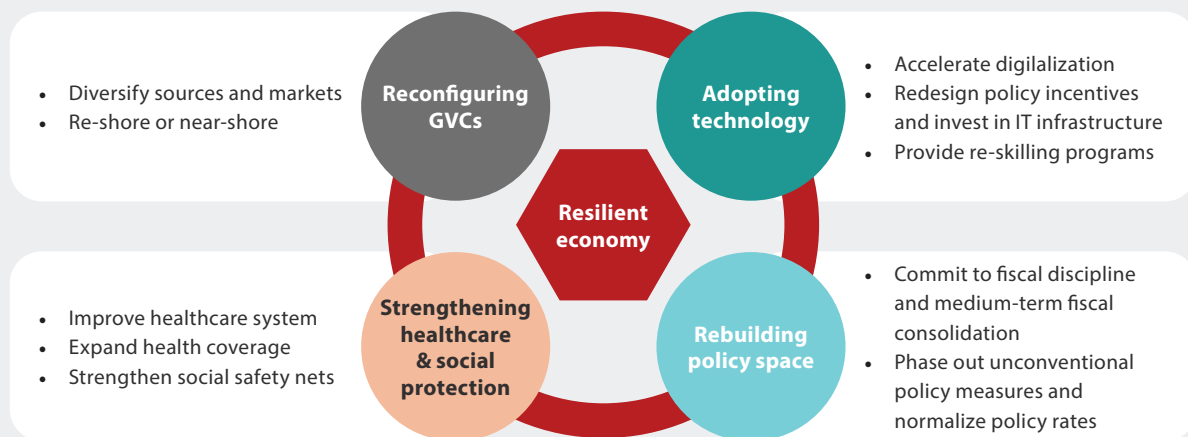 • Diversify sources and markets
• Re-shore or near-shore
Reconfiguring
GVCs
Adopting
technology
• Accelerate digilalization
• Redesign policy incentives
and invest in IT infrastructure
• Provide re-skilling programs
Resilient
economy
• Improve healthcare system
• Expand health coverage
• Strengthen social safety nets
Strengthening
healthcare
& social
protection
Rebuilding
policy space
• Commit to fiscal discipline
and medium-term fiscal
consolidation
• Phase out unconventional
policy measures and
normalize policy rates